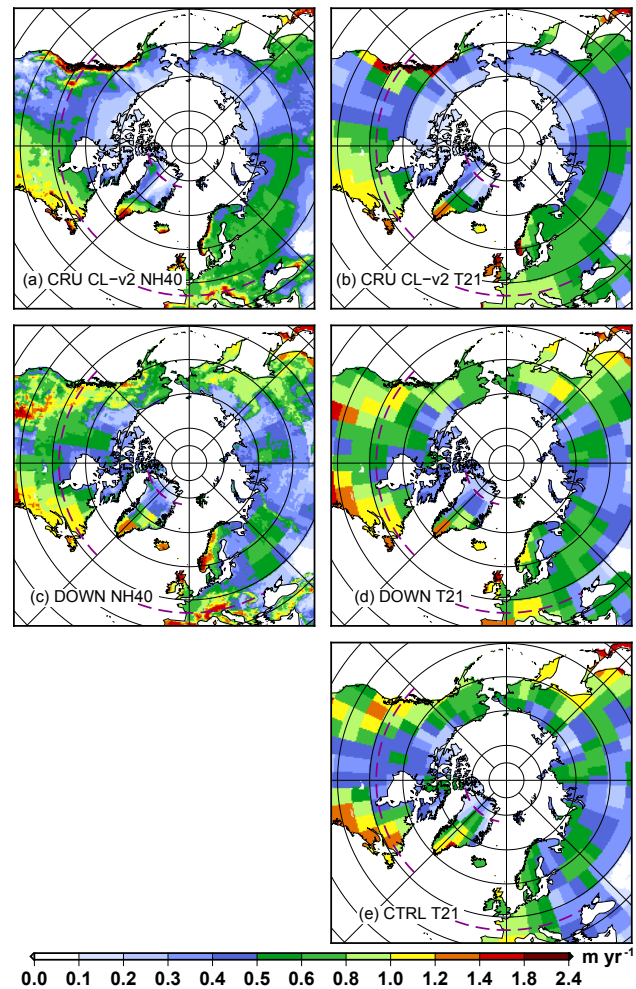 (a) CRU CL−v2 NH40
(b) CRU CL−v2 T21
(c) DOWN NH40
(d) DOWN T21
(e) CTRL T21
m yr⁻¹
0.0 0.1 0.2 0.3 0.4 0.5 0.6 0.8 1.0 1.2 1.4 1.8 2.4